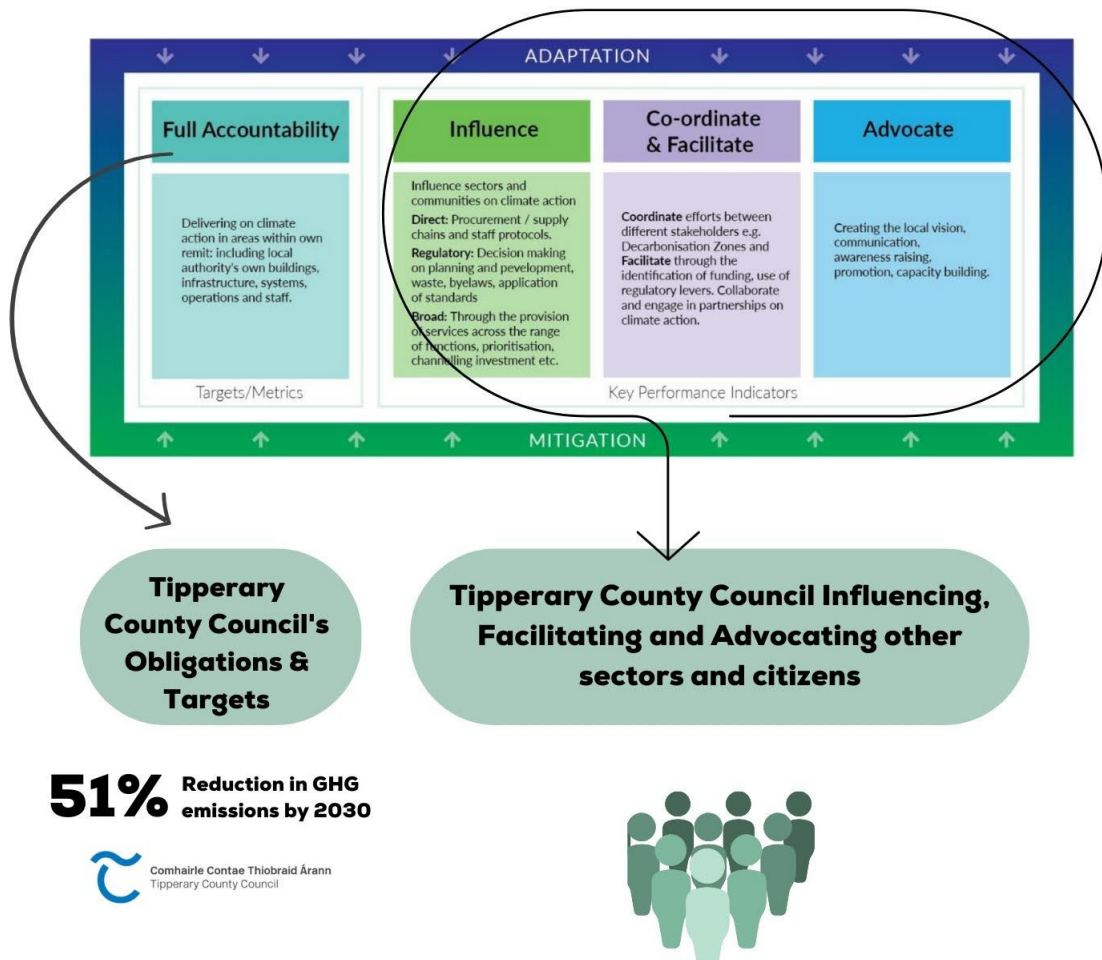 ADAPTATION
Full Accountability
Delivering on climate
action in areas within own
remit: including local
authority's own buildings,
infrastructure, systems,
operations and staff.
Targets/Metrics
Influence
Influence sectors and
communities on climate action
Direct: Procurement / supply
chains and staff protocols.
Regulatory: Decision making
on planning and pevelopment,
waste, byelaws, application
of standards
Broad: Through the provision
of services across the range
of functions, prioritisation,
channelling investment etc.
Co-ordinate
& Facilitate
Coordinate efforts between
different stakeholders e.g.
Decarbonisation Zones and
Facilitate through the
identification of funding, use of
regulatory levers. Collaborate
and engage in partnerships on
climate action.
Advocate
Creating the local vision,
communication,
awareness raising,
promotion, capacity building.
Key Performance Indicators
MITIGATION
Tipperary
County Council's
Obligations &
Targets
Tipperary County Council Influencing,
Facilitating and Advocating other
sectors and citizens
51%
Reduction in GHG
emissions by 2030
Comhairle Contae Thiobraid Árann
Tipperary County Council